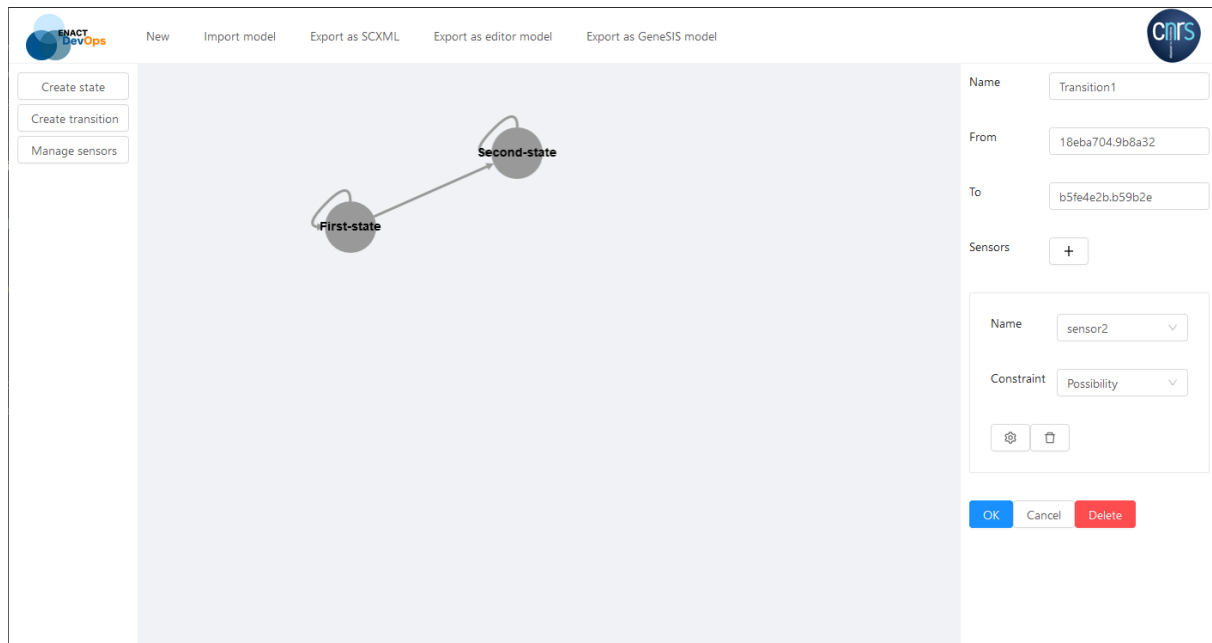 ENACT
DevOps
New
Import model
Export as SCXML
Export as editor model
Export as GeneSIS model
cnrs
Create state
Create transition
Manage sensors
Second-state
First-state
Name
Transition1
From
18eba704.9b8a32
To
b5fe4e2b.b59b2e
Sensors
+
Name
sensor2
Constraint
Possibility
OK
Cancel
Delete